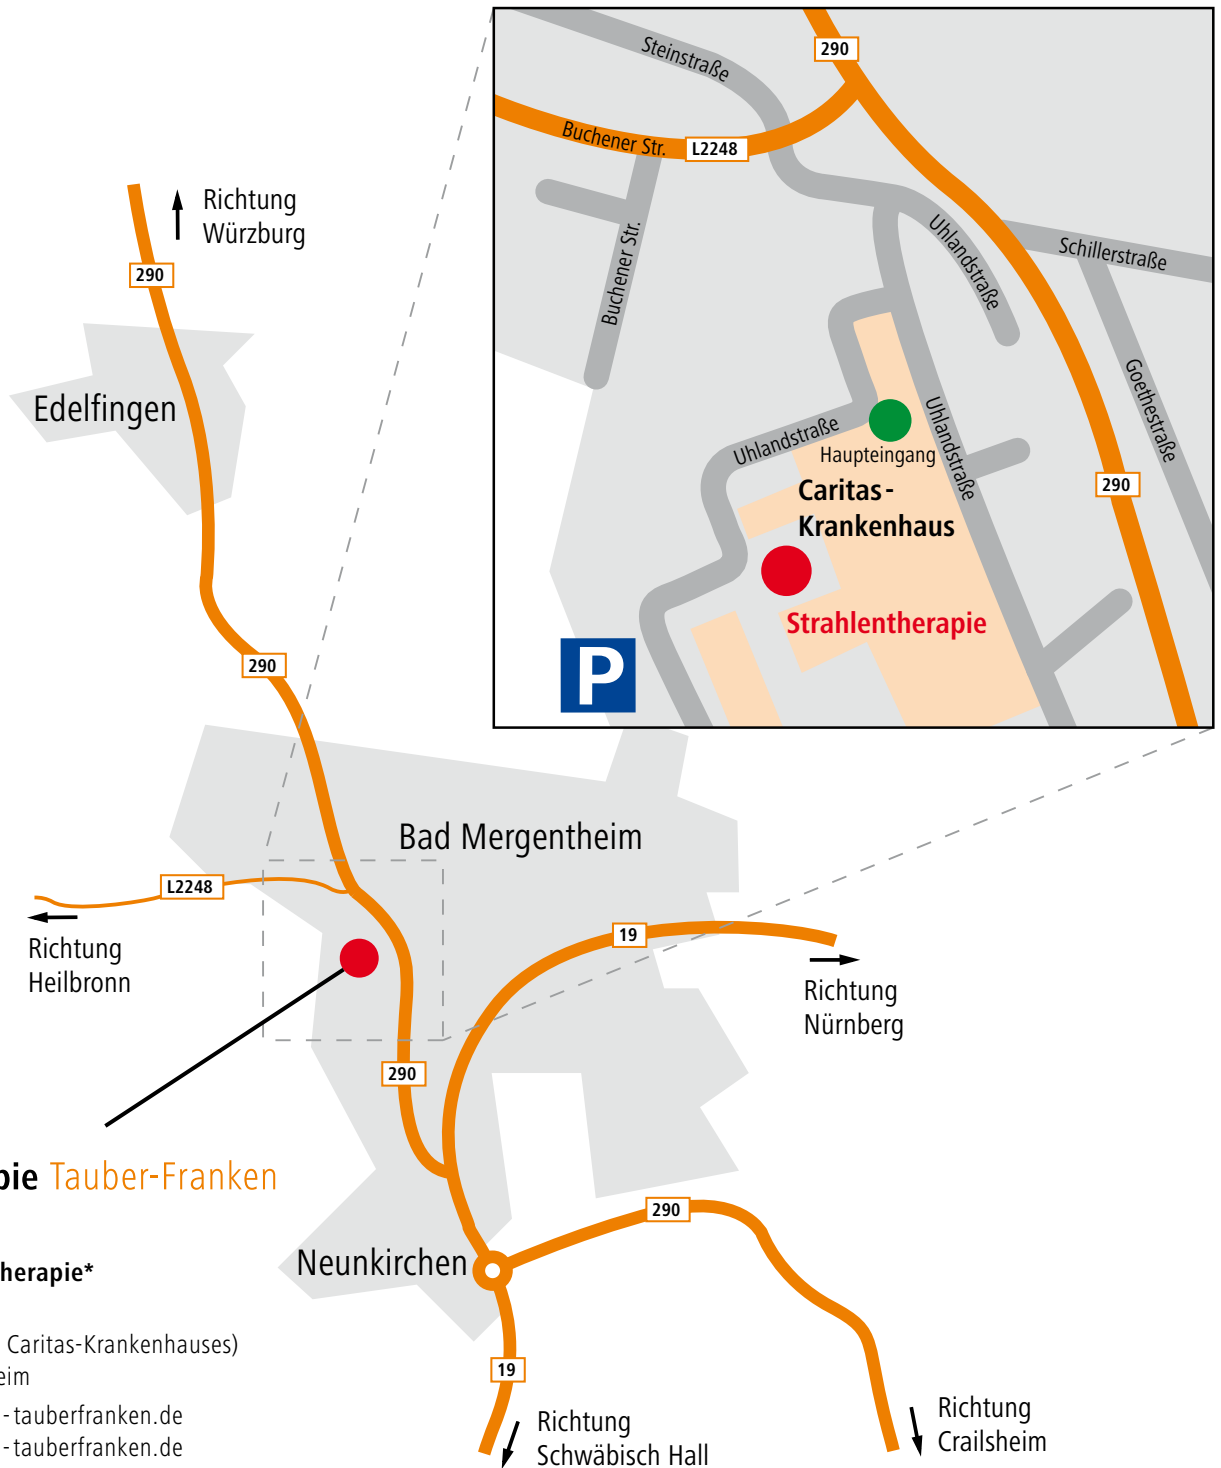 Steinstraße
290
Buchener Str.
L2248
Buchener Str.
Uhlandstraße
Schillerstraße
Goethestraße
Uhlandstraße
Uhlandstraße
290
Haupteingang
Caritas-
Krankenhaus
Strahlentherapie
P
Richtung
Würzburg
290
Edelfingen
290
Bad Mergentheim
L2248
Richtung
Heilbronn
19
Richtung
Nürnberg
290
pie Tauber-Franken
290
Neunkirchen
therapie*
Caritas-Krankenhauses)
eim
19
-tauberfranken.de
-tauberfranken.de
Richtung
Schwäbisch Hall
Richtung
Crailsheim